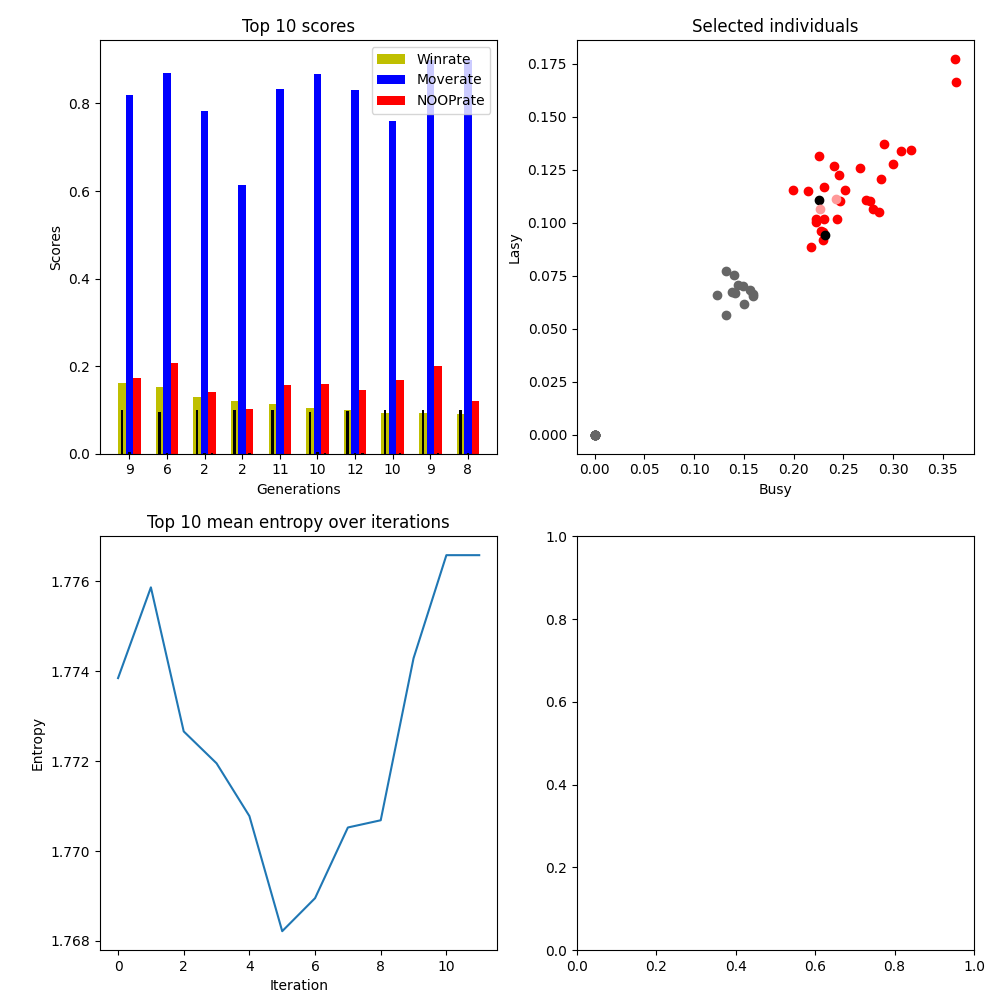 Top 10 scores
Winrate
Moverate
NOOPrate
0.8
0.6
0.4
0.2
0.0
Scores
9 6 2 2 11 10 12 10 9 8
Generations
Selected individuals
0.175
0.150
0.125
0.100
0.075
0.050
0.025
0.000
Lasy
0.00 0.05 0.10 0.15 0.20 0.25 0.30 0.35
Busy
Top 10 mean entropy over iterations
1.776
1.774
1.772
1.770
1.768
Entropy
0 2 4 6 8 10
Iteration
1.0
0.8
0.6
0.4
0.2
0.0
0.0 0.2 0.4 0.6 0.8 1.0